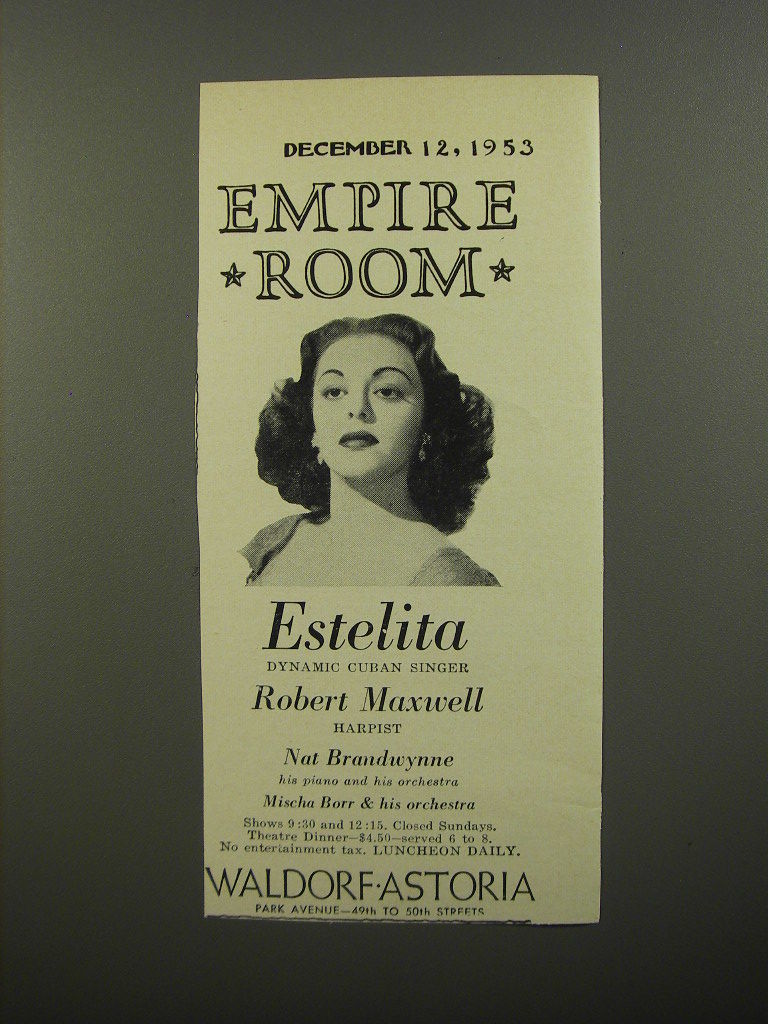 DECEMBER 12, 1953
EMPIRE
ROOM
Estelita
DYNAMIC CUBAN SINGER
Robert Maxwell
HARPIST
Nat Brandwynne
his piano and his orchestra
Mischa Borr & his orchestra
Shows 9:30 and 12:15. Closed Sundays.
Theatre Dinner—$4.50—served 6 to 8.
No entertainment tax. LUNCHEON DAILY.
WALDORF·ASTORIA
PARK AVENUE—49th TO 50th STREETS